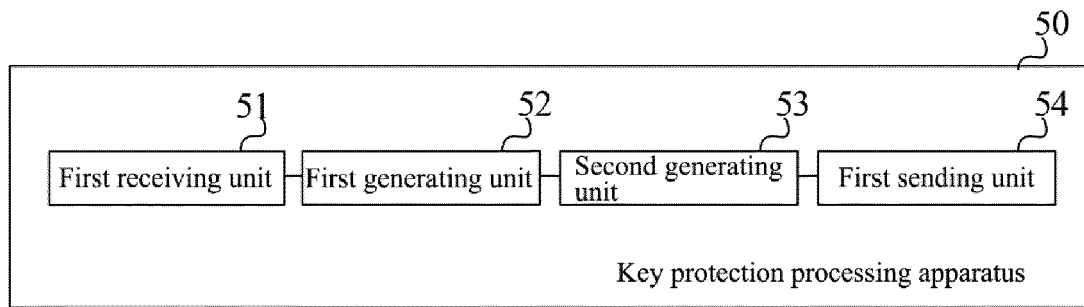 50
51
52
53
54
First receiving unit
First generating unit
Second generating
unit
First sending unit
Key protection processing apparatus